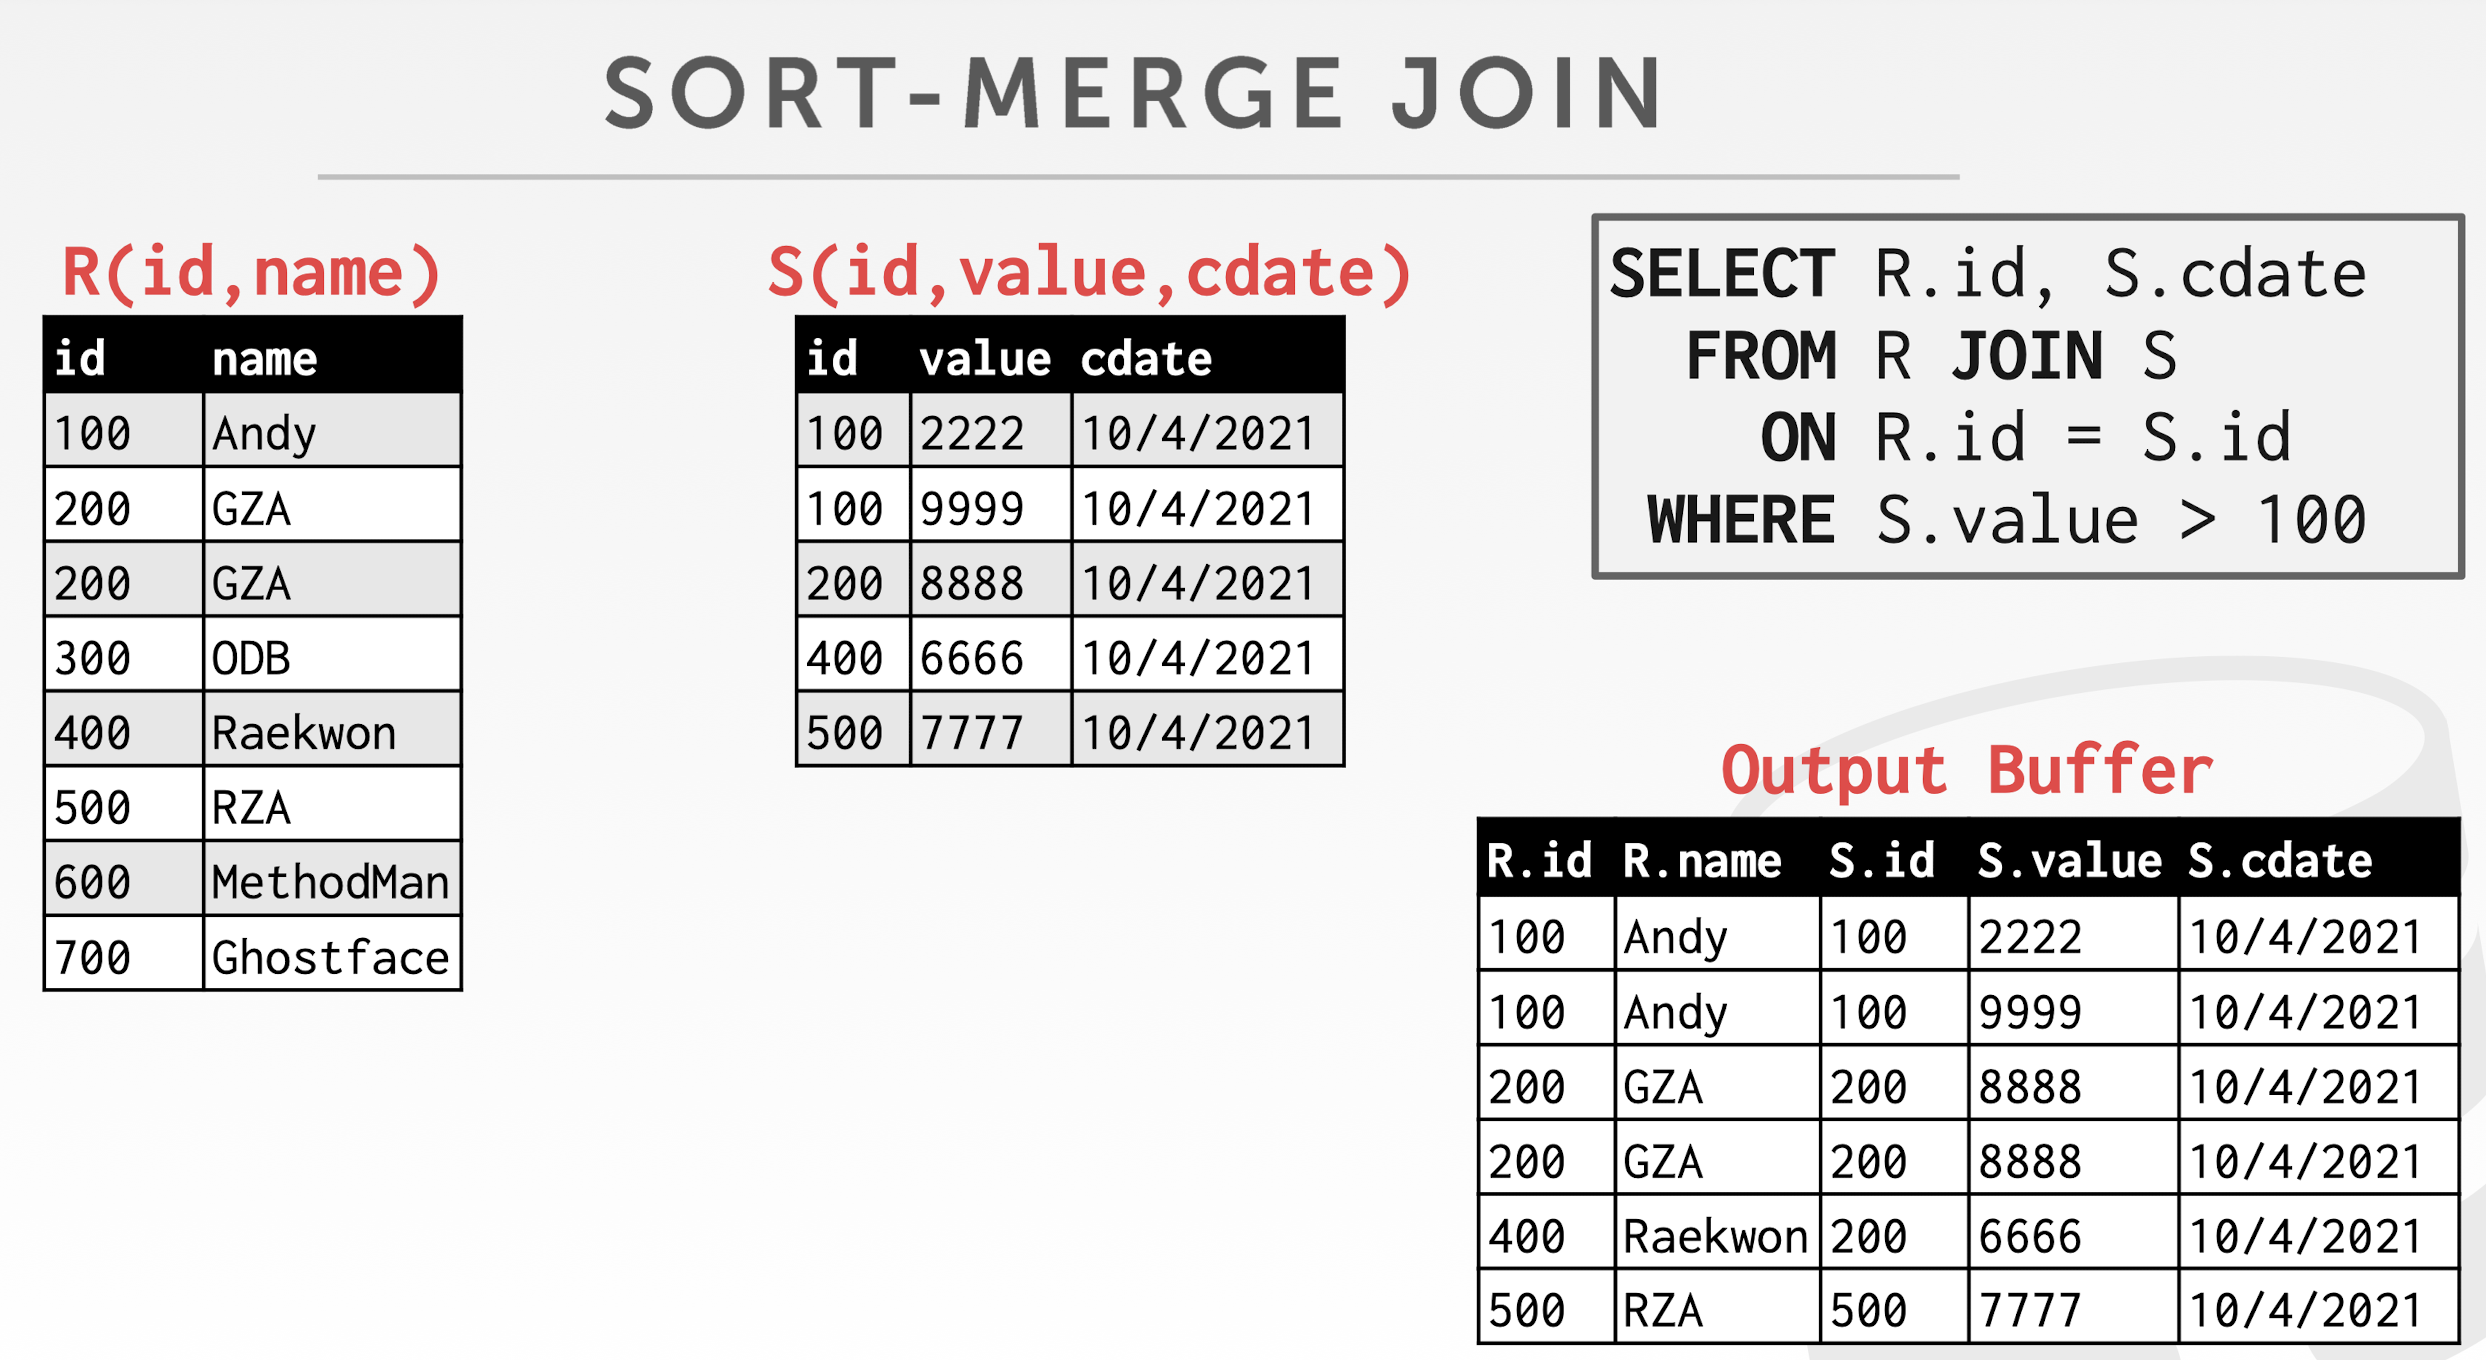 SORT-MERGE JOIN
R(id,name)
id name
100 Andy
200 GZA
200 GZA
300 ODB
400 Raekwon
500 RZA
600 MethodMan
700 Ghostface
S(id,value,cdate)
id value cdate
100 2222 10/4/2021
100 9999 10/4/2021
200 8888 10/4/2021
400 6666 10/4/2021
500 7777 10/4/2021
SELECT R.id, S.cdate
FROM R JOIN S
ON R.id = S.id
WHERE S.value > 100
Output Buffer
R.id R.name S.id S.value S.cdate
100 Andy 100 2222 10/4/2021
100 Andy 100 9999 10/4/2021
200 GZA 200 8888 10/4/2021
200 GZA 200 8888 10/4/2021
400 Raekwon 200 6666 10/4/2021
500 RZA 500 7777 10/4/2021